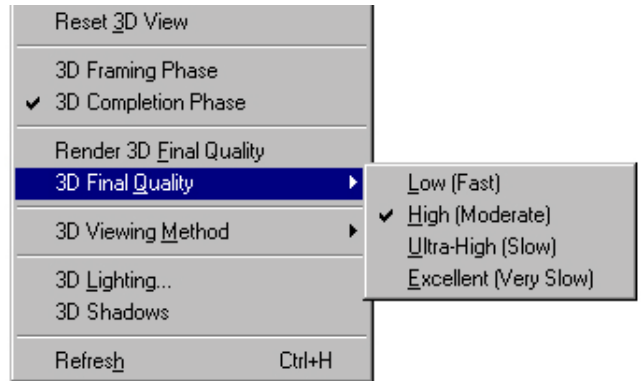 Reset 3D View
3D Framing Phase
3D Completion Phase
Render 3D Final Quality
3D Final Quality
3D Viewing Method
3D Lighting...
3D Shadows
Refresh Ctrl+H
Low (Fast)
High (Moderate)
Ultra-High (Slow)
Excellent (Very Slow)